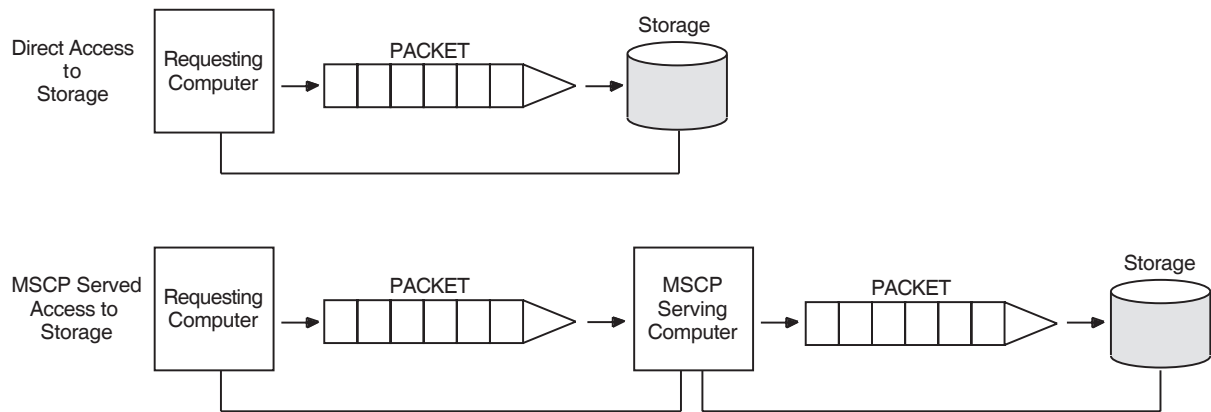 Direct Access
to
Storage
Requesting
Computer
PACKET
Storage
MSCP Served
Access to
Storage
Requesting
Computer
PACKET
MSCP
Serving
Computer
PACKET
Storage